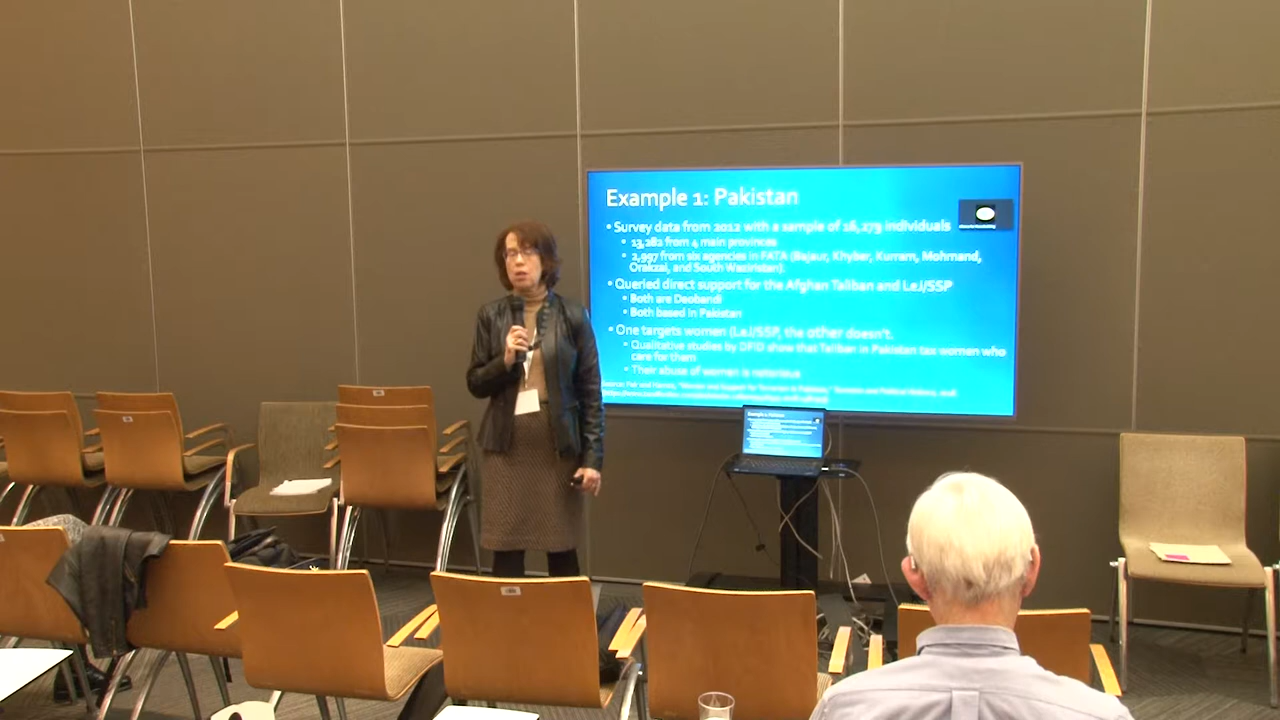 Example 1: Pakistan
• Survey data from 2012 with a sample of 16,279 individuals
• 13,282 from 4 main provinces
• 2,997 from six agencies in FATA (Bajaur, Khyber, Kurram, Mohmand,
Orakzai, and South Waziristan).
• Queried direct support for the Afghan Taliban and LeJ/SSP
• Both are Deobandi
• Both based in Pakistan
• One targets women (LeJ/SSP, the other doesn't.
• Qualitative studies by DFID show that Taliban in Pakistan tax women who
care for them
• Their abuse of women is notorious
Example 1: Pakistan